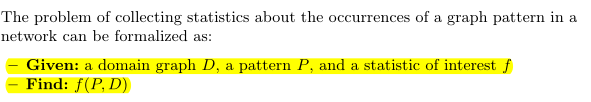 The problem of collecting statistics about the occurrences of a graph pattern in a
network can be formalized as:
– Given: a domain graph D, a pattern P, and a statistic of interest f
– Find: f(P, D)